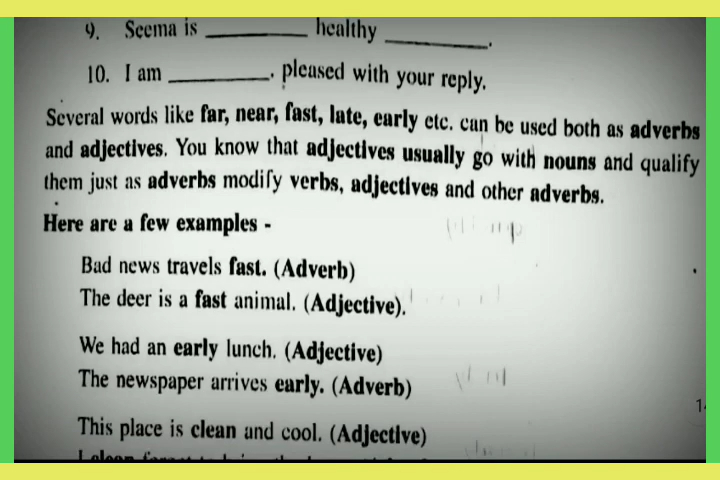 9. Seema is __________ healthy __________.
10. I am __________. pleased with your reply.
Several words like far, near, fast, late, early etc. can be used both as adverbs
and adjectives. You know that adjectives usually go with nouns and qualify
them just as adverbs modify verbs, adjectives and other adverbs.
Here are a few examples -
Bad news travels fast. (Adverb)
The deer is a fast animal. (Adjective).
We had an early lunch. (Adjective)
The newspaper arrives early. (Adverb)
This place is clean and cool. (Adjective)